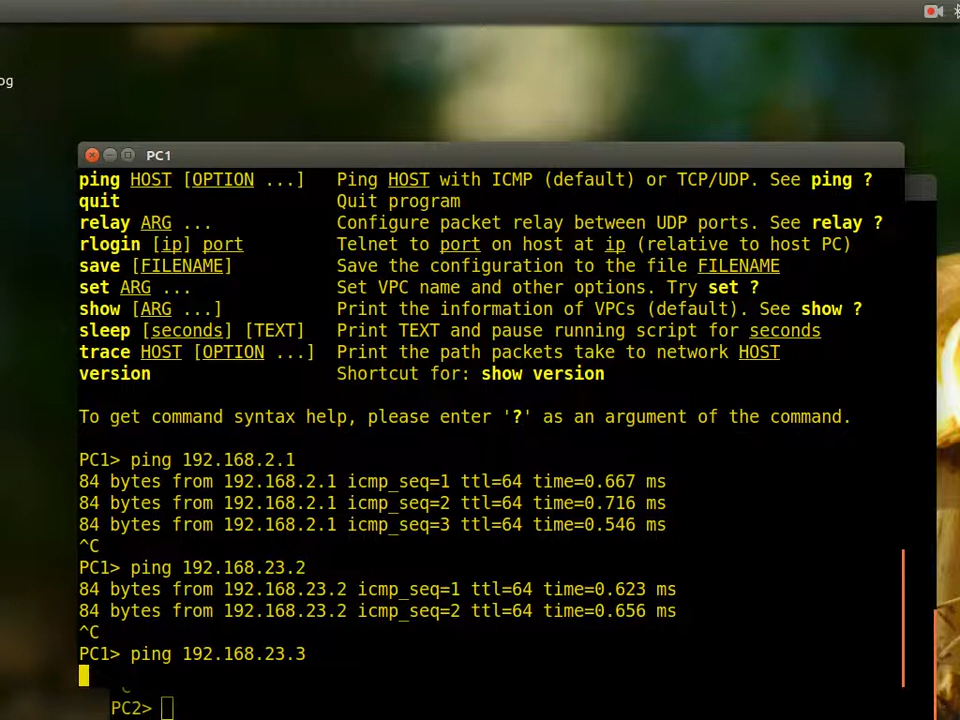 og
PC1
ping HOST [OPTION ...] Ping HOST with ICMP (default) or TCP/UDP. See ping ?
quit Quit program
relay ARG ... Configure packet relay between UDP ports. See relay ?
rlogin [ip] port Telnet to port on host at ip (relative to host PC)
save [FILENAME] Save the configuration to the file FILENAME
set ARG ... Set VPC name and other options. Try set ?
show [ARG ...] Print the information of VPCs (default). See show ?
sleep [seconds] [TEXT] Print TEXT and pause running script for seconds
trace HOST [OPTION ...] Print the path packets take to network HOST
version Shortcut for: show version
To get command syntax help, please enter '?' as an argument of the command.
PC1> ping 192.168.2.1
84 bytes from 192.168.2.1 icmp_seq=1 ttl=64 time=0.667 ms
84 bytes from 192.168.2.1 icmp_seq=2 ttl=64 time=0.716 ms
84 bytes from 192.168.2.1 icmp_seq=3 ttl=64 time=0.546 ms
^C
PC1> ping 192.168.23.2
84 bytes from 192.168.23.2 icmp_seq=1 ttl=64 time=0.623 ms
84 bytes from 192.168.23.2 icmp_seq=2 ttl=64 time=0.656 ms
^C
PC1> ping 192.168.23.3
PC2>